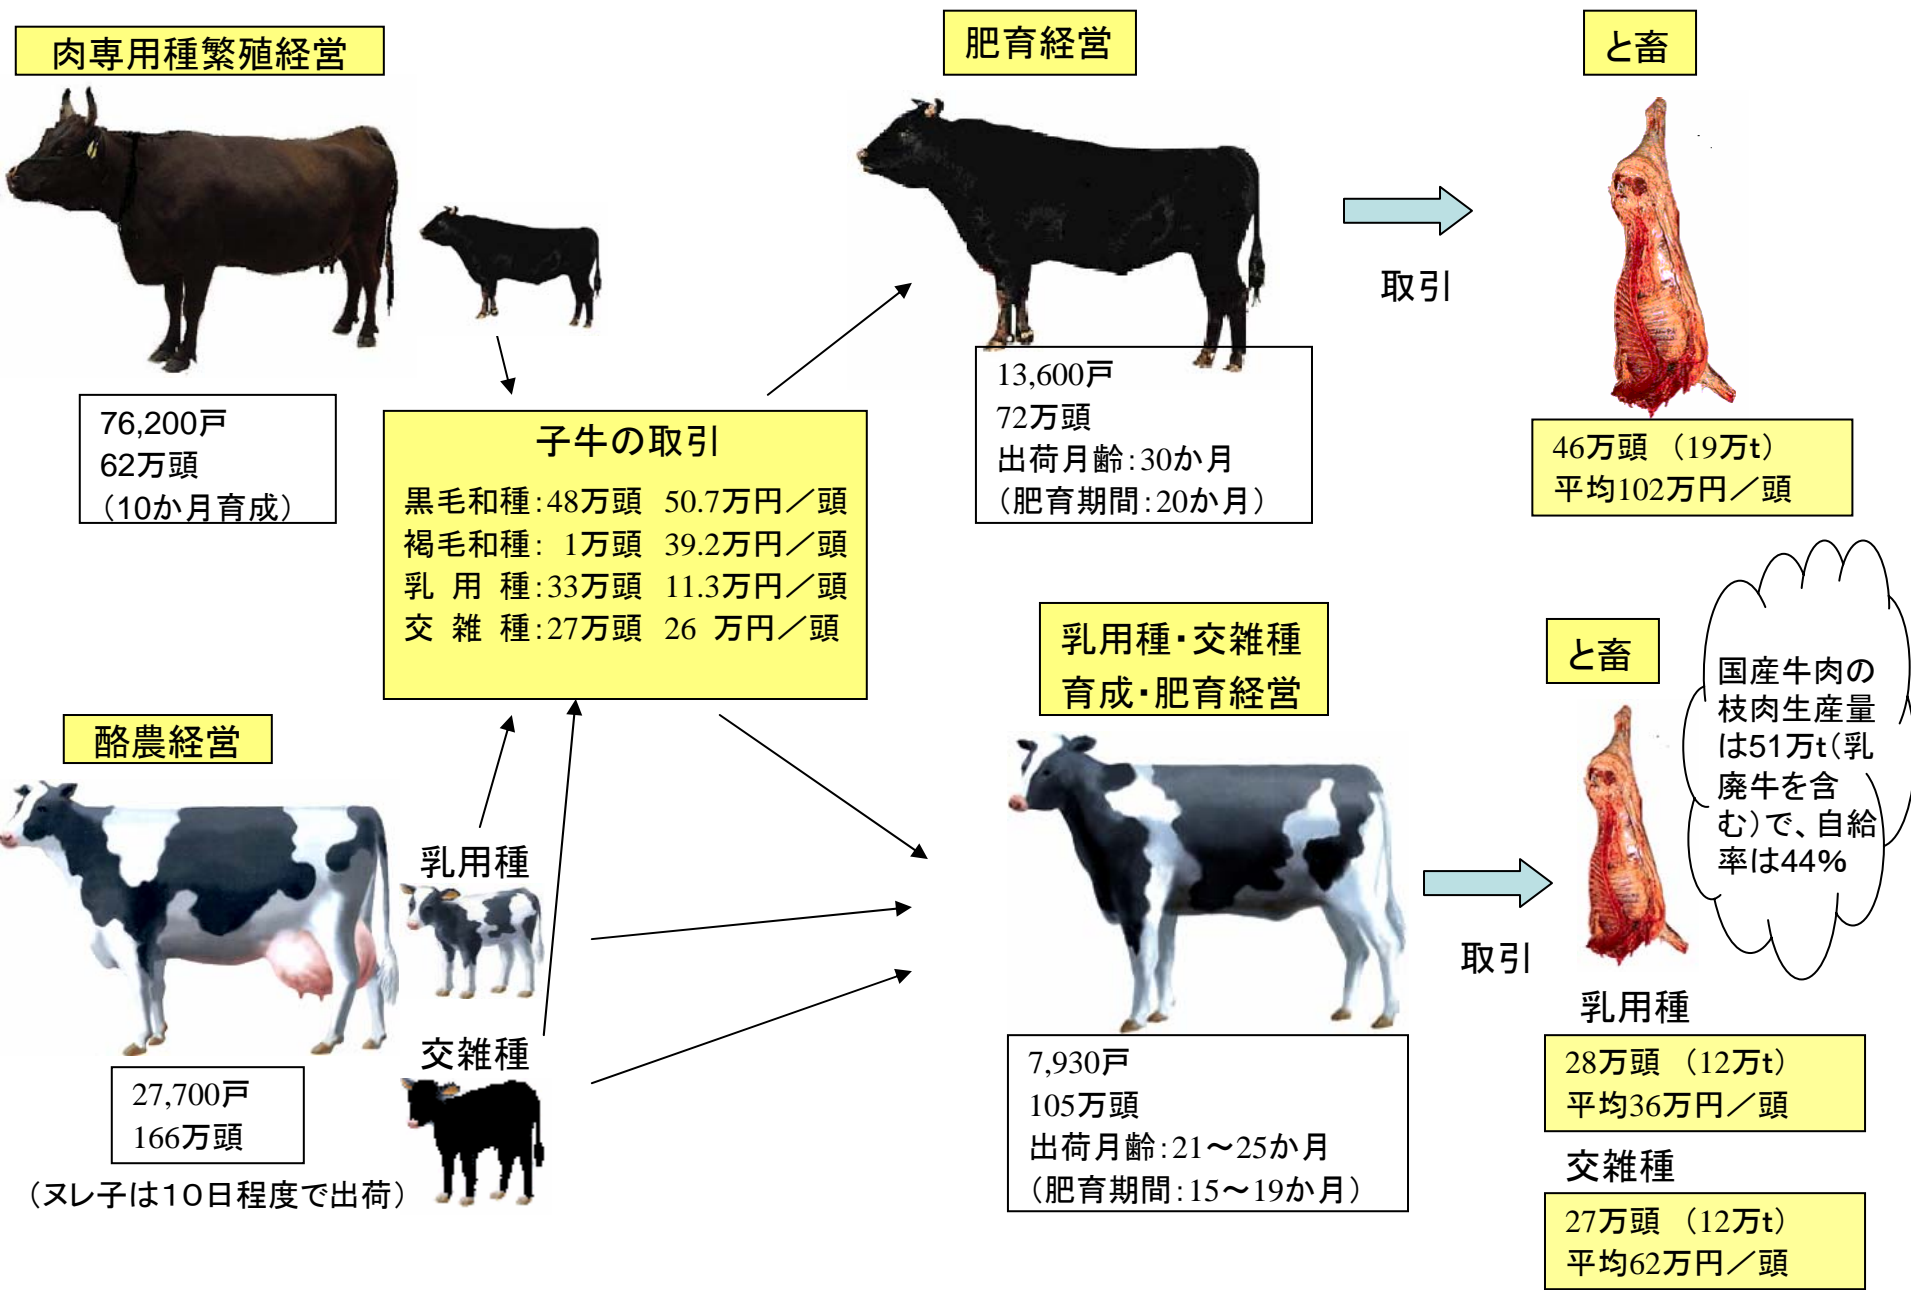 肉専用種繁殖経営
76,200戸
62万頭
（10か月育成）
子牛の取引
黒毛和種：48万頭 50.7万円／頭
褐毛和種： 1万頭 39.2万円／頭
乳 用 種：33万頭 11.3万円／頭
交 雑 種：27万頭 26 万円／頭
肥育経営
13,600戸
72万頭
出荷月齢：30か月
（肥育期間：20か月）
取引
と畜
46万頭 （19万t）
平均102万円／頭
酪農経営
27,700戸
166万頭
（ヌレ子は１０日程度で出荷）
乳用種
交雑種
乳用種・交雑種
育成・肥育経営
7,930戸
105万頭
出荷月齢：21～25か月
（肥育期間：15～19か月）
取引
と畜
国産牛肉の
枝肉生産量
は51万t（乳
廃牛を含
む）で、自給
率は44%
乳用種
28万頭 （12万t）
平均36万円／頭
交雑種
27万頭 （12万t）
平均62万円／頭